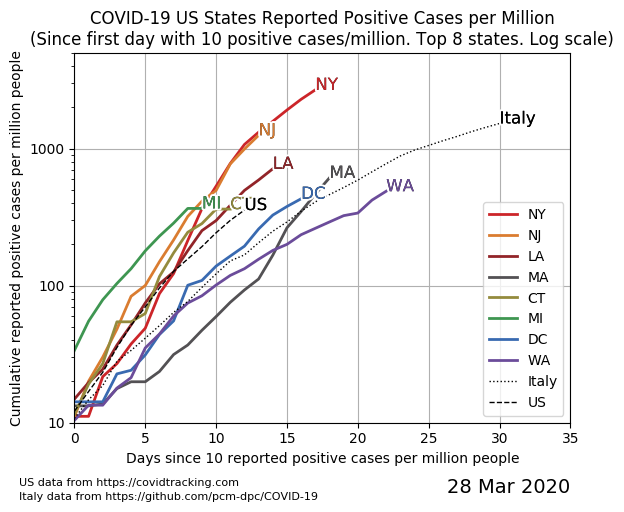 COVID-19 US States Reported Positive Cases per Million
(Since first day with 10 positive cases/million. Top 8 states. Log scale)
Cumulative reported positive cases per million people
1000
100
10
NY
NJ
LA
MA
MI
CT
US
DC
WA
Italy
NY
NJ
LA
MA
CT
MI
DC
WA
Italy
US
0 5 10 15 20 25 30 35
Days since 10 reported positive cases per million people
US data from https://covidtracking.com
Italy data from https://github.com/pcm-dpc/COVID-19
28 Mar 2020